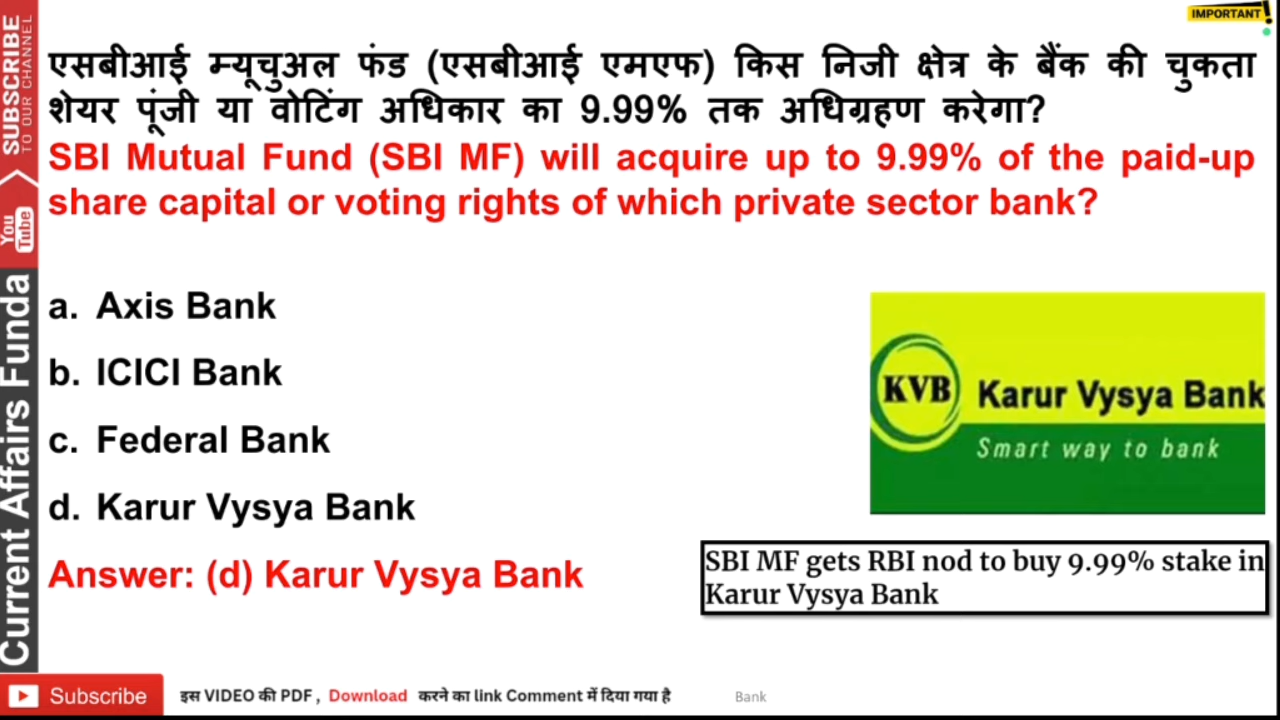 IMPORTANT!
SUBSCRIBE
TO OUR CHANNEL
You
Tube
Current Affairs Funda
एसबीआई म्यूचुअल फंड (एसबीआई एमएफ) किस निजी क्षेत्र के बैंक की चुकता
शेयर पूंजी या वोटिंग अधिकार का 9.99% तक अधिग्रहण करेगा?
SBI Mutual Fund (SBI MF) will acquire up to 9.99% of the paid-up
share capital or voting rights of which private sector bank?
a. Axis Bank
b. ICICI Bank
c. Federal Bank
d. Karur Vysya Bank
Answer: (d) Karur Vysya Bank
KVB Karur Vysya Bank
Smart way to bank
SBI MF gets RBI nod to buy 9.99% stake in
Karur Vysya Bank
Subscribe
इस VIDEO की PDF , Download करने का link Comment में दिया गया है
Bank